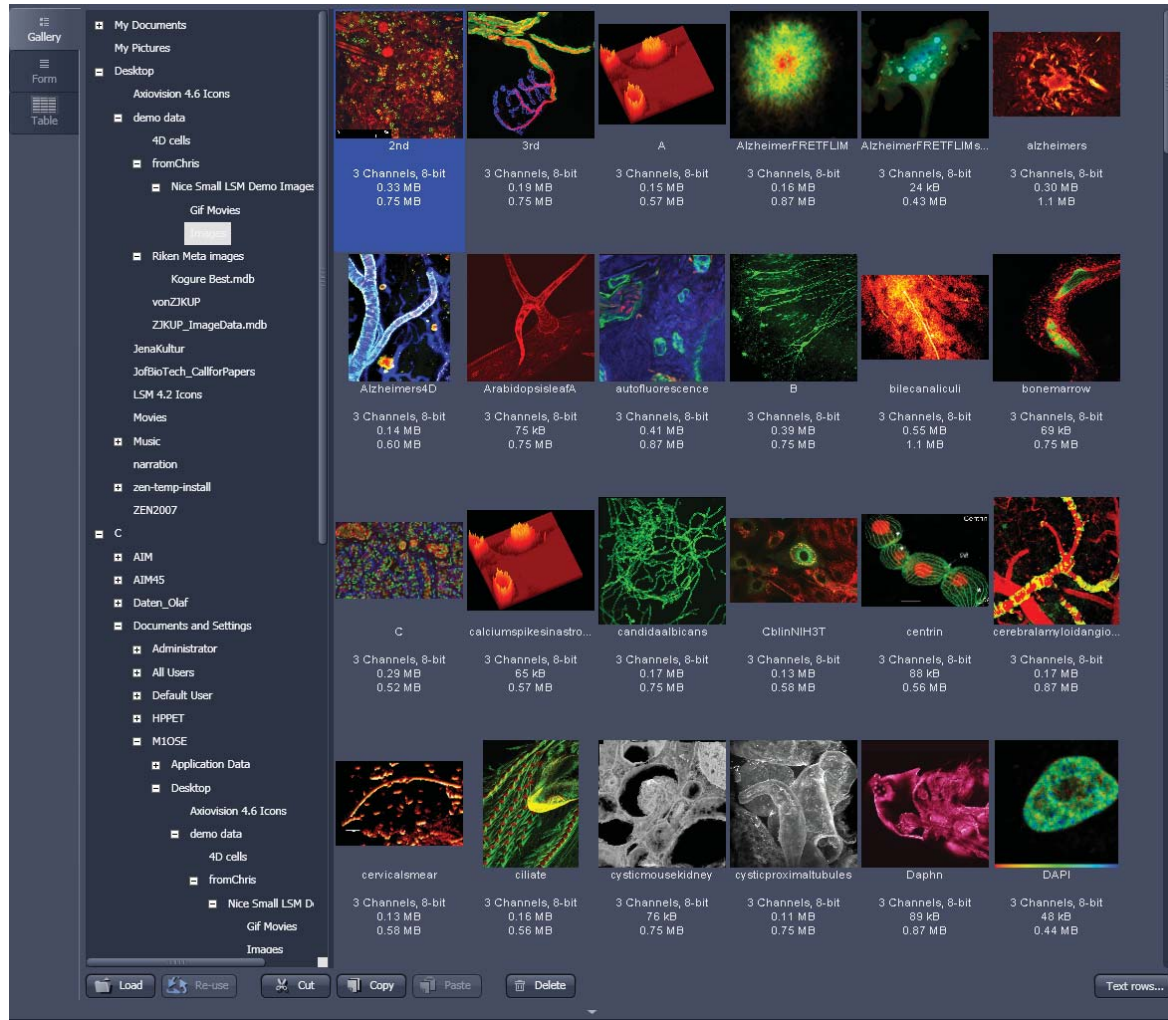 Gallery
Form
Table
My Documents
My Pictures
Desktop
Axiovision 4.6 Icons
demo data
4D cells
fromChris
Nice Small LSM Demo Images
Gif Movies
Images
Riken Meta images
Kogure Best.mdb
vonZJKUP
ZJKUP_ImageData.mdb
JenaKultur
JofBioTech_CallforPapers
LSM 4.2 Icons
Movies
Music
narration
zen-temp-install
ZEN2007
C
AIM
AIM45
Daten_Olaf
Documents and Settings
Administrator
All Users
Default User
HPPET
M1OSE
Application Data
Desktop
Axiovision 4.6 Icons
demo data
4D cells
fromChris
Nice Small LSM D
Gif Movies
Images
2nd 3rd A AlzheimerFRETFLIM AlzheimerFRETFLIMs... alzheimers
3 Channels, 8-bit 3 Channels, 8-bit 3 Channels, 8-bit 3 Channels, 8-bit 3 Channels, 8-bit 3 Channels, 8-bit
0.33 MB 0.19 MB 0.15 MB 0.16 MB 24 kB 0.30 MB
0.75 MB 0.75 MB 0.57 MB 0.87 MB 0.43 MB 1.1 MB
Alzheimers4D ArabidopsisleafA autofluorescence B bilecanaliculi bonemarrow
3 Channels, 8-bit 3 Channels, 8-bit 3 Channels, 8-bit 3 Channels, 8-bit 3 Channels, 8-bit 3 Channels, 8-bit
0.14 MB 75 kB 0.41 MB 0.39 MB 0.55 MB 69 kB
0.60 MB 0.75 MB 0.87 MB 0.75 MB 1.1 MB 0.75 MB
Centrin
C calciumspikesinastro... candidaalbicans CblinNIH3T centrin cerebralamyloidangio...
3 Channels, 8-bit 3 Channels, 8-bit 3 Channels, 8-bit 3 Channels, 8-bit 3 Channels, 8-bit 3 Channels, 8-bit
0.29 MB 65 kB 0.17 MB 0.13 MB 88 kB 0.17 MB
0.52 MB 0.57 MB 0.75 MB 0.58 MB 0.56 MB 0.87 MB
cervicalsmear ciliate cysticmousekidney cysticproximaltubules Daphn DAPI
3 Channels, 8-bit 3 Channels, 8-bit 3 Channels, 8-bit 3 Channels, 8-bit 3 Channels, 8-bit 3 Channels, 8-bit
0.13 MB 0.16 MB 76 kB 0.11 MB 89 kB 48 kB
0.58 MB 0.56 MB 0.75 MB 0.75 MB 0.87 MB 0.44 MB
Load Re-use Cut Copy Paste Delete Text rows...